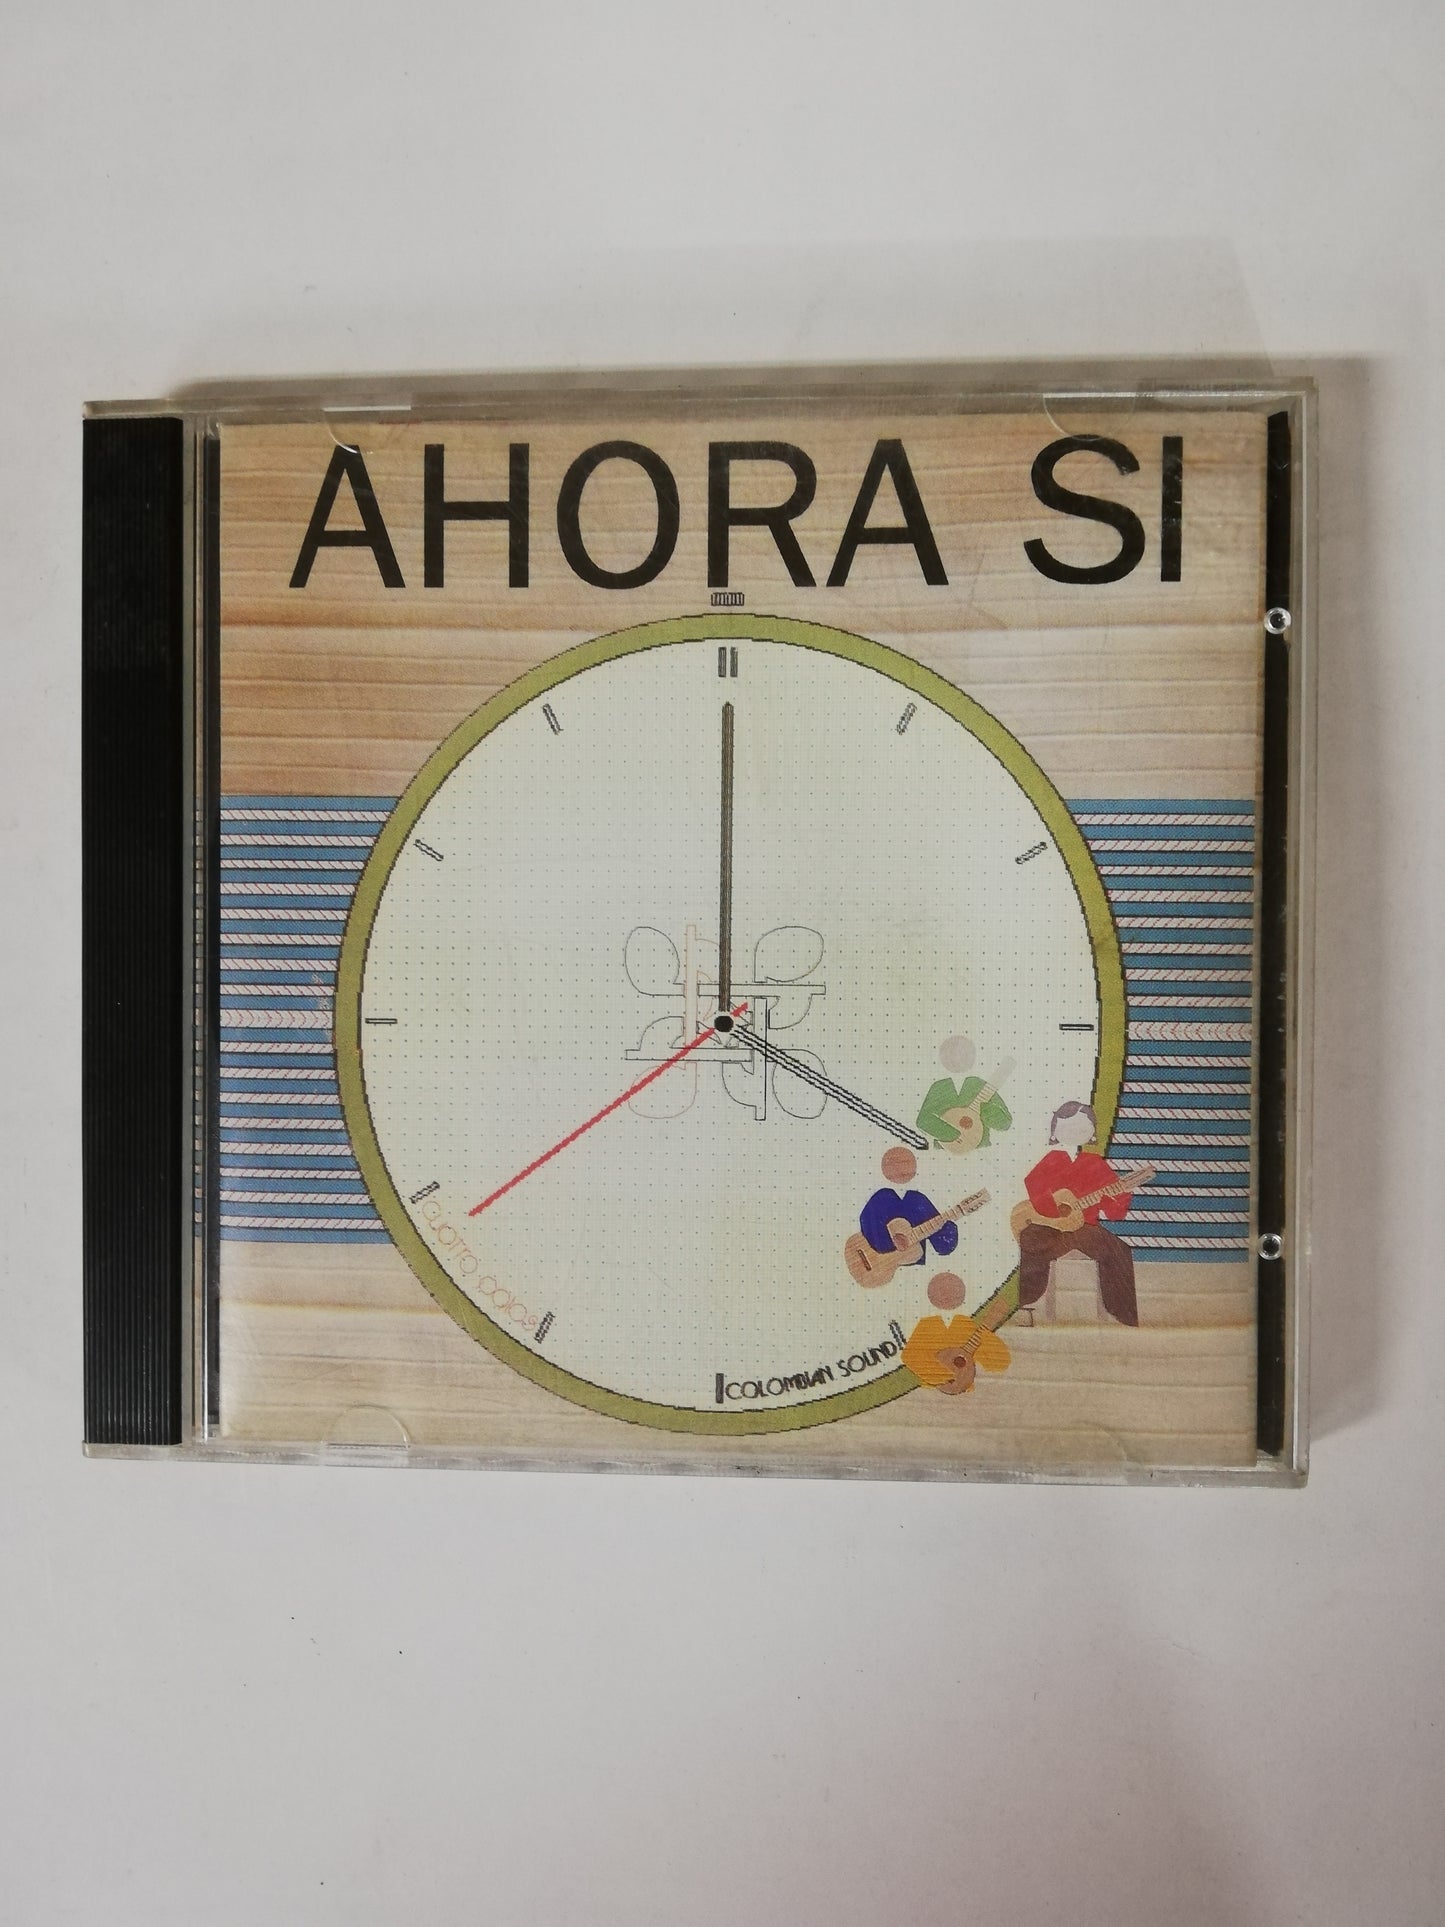 AHORA SI
cuatro palos
COLOMBIAN SOUND